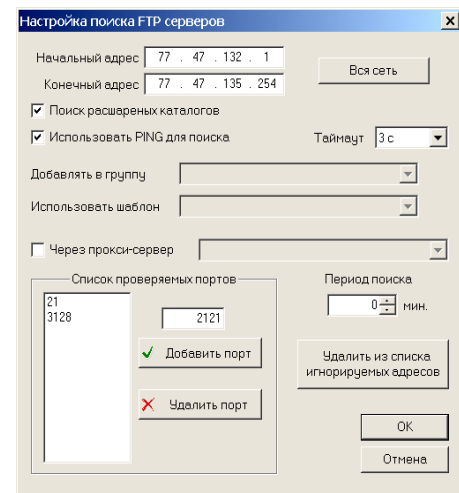 Настройка поиска FTP серверов
Начальный адрес 77 . 47 . 132 . 1
Вся сеть
Конечный адрес 77 . 47 . 135 . 254
Поиск расшареных каталогов
Использовать PING для поиска
Таймаут 3 с
Добавлять в группу
Использовать шаблон
Через прокси-сервер
Список проверяемых портов
Период поиска
21
3128
2121
0 мин.
Добавить порт
Удалить из списка
игнорируемых адресов
Удалить порт
OK
Отмена